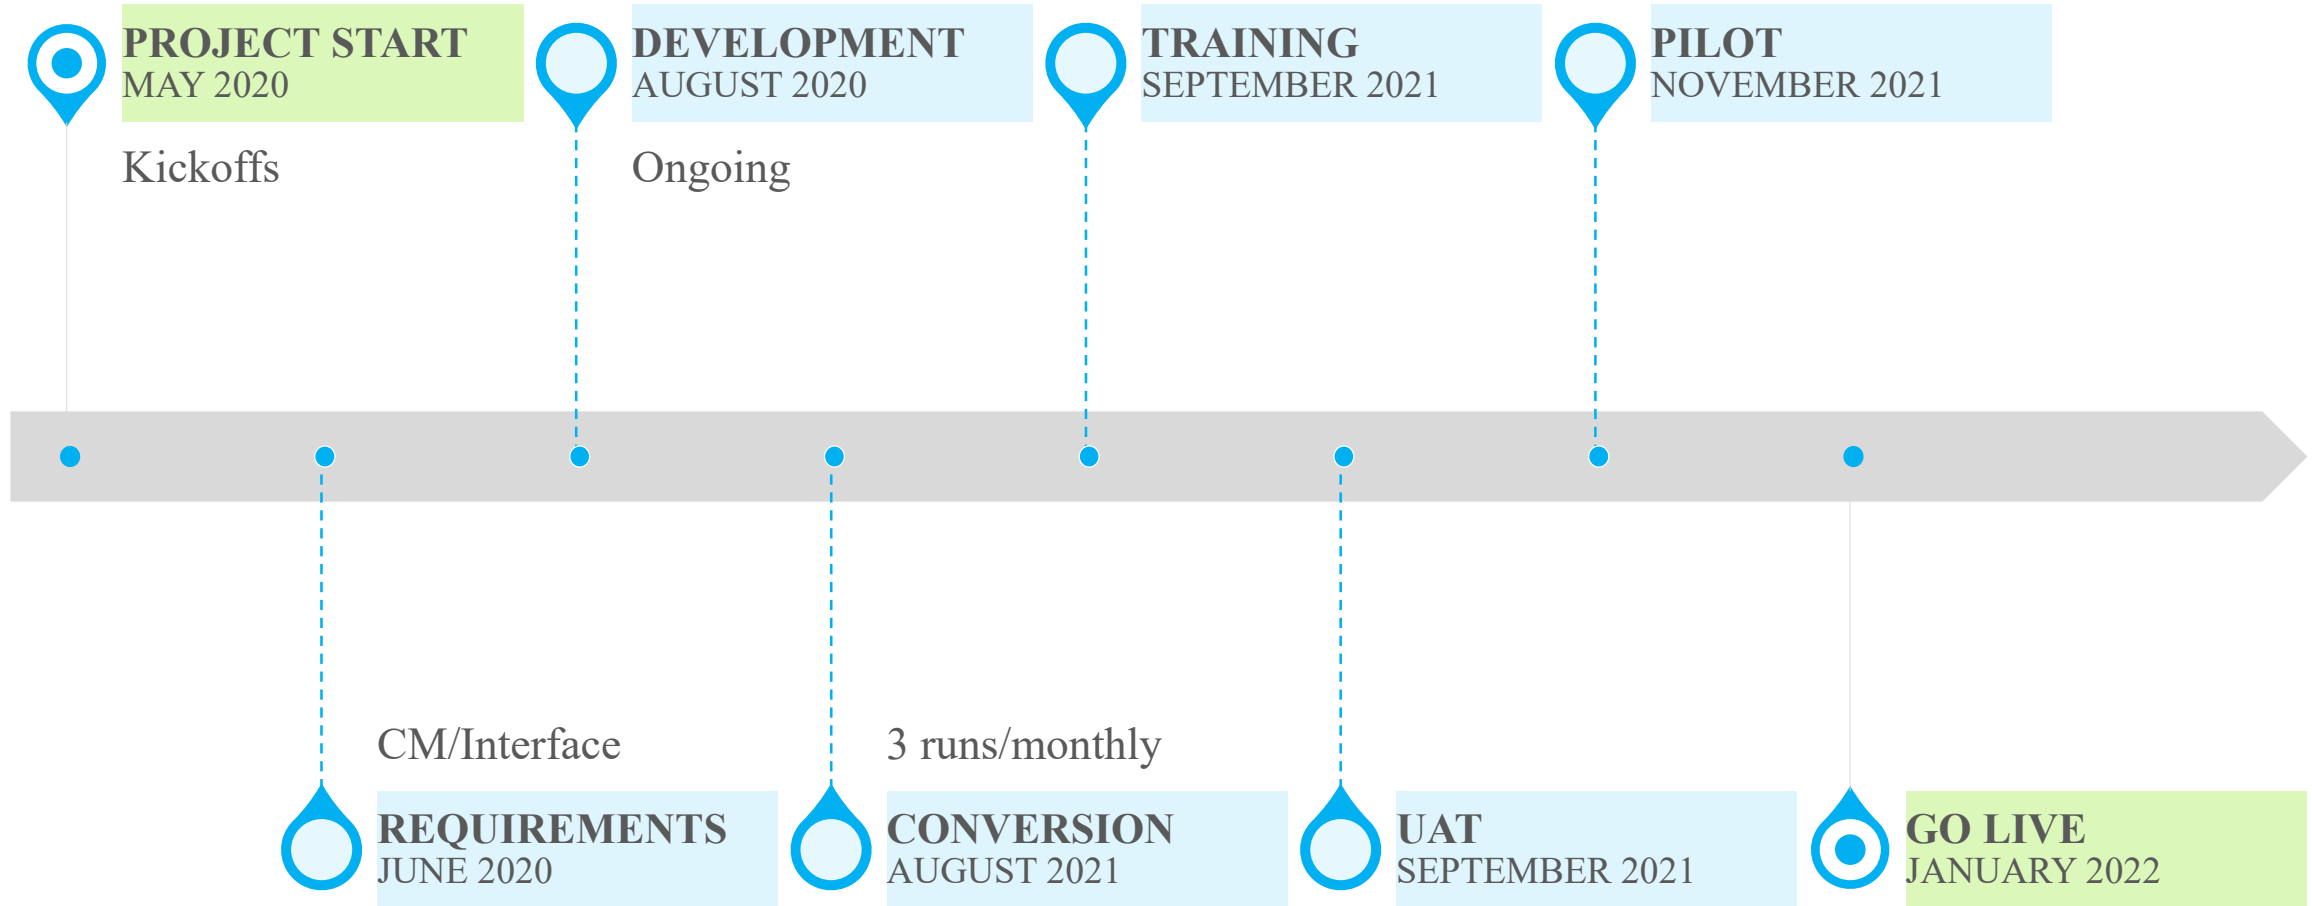 PROJECT START
MAY 2020
Kickoffs
DEVELOPMENT
AUGUST 2020
Ongoing
TRAINING
SEPTEMBER 2021
PILOT
NOVEMBER 2021
CM/Interface
REQUIREMENTS
JUNE 2020
3 runs/monthly
CONVERSION
AUGUST 2021
UAT
SEPTEMBER 2021
GO LIVE
JANUARY 2022